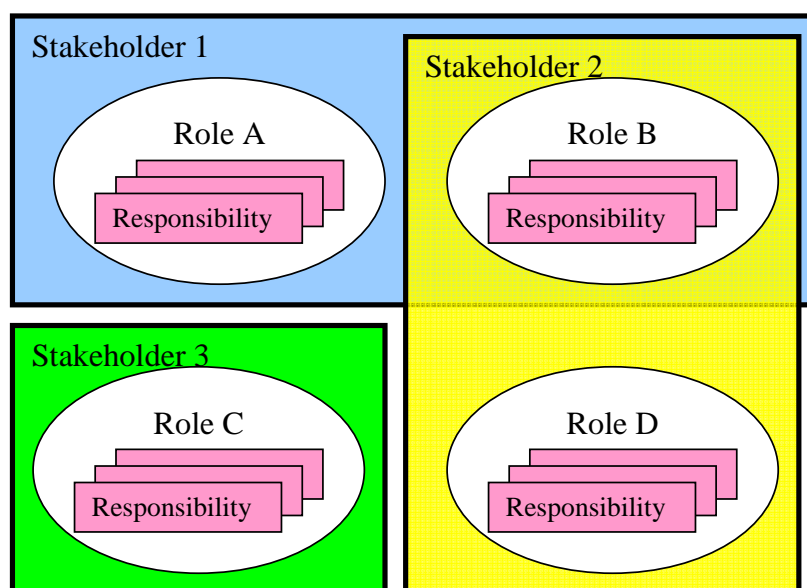 Stakeholder 1
Stakeholder 2
Role A
Responsibility
Role B
Responsibility
Stakeholder 3
Role C
Responsibility
Role D
Responsibility